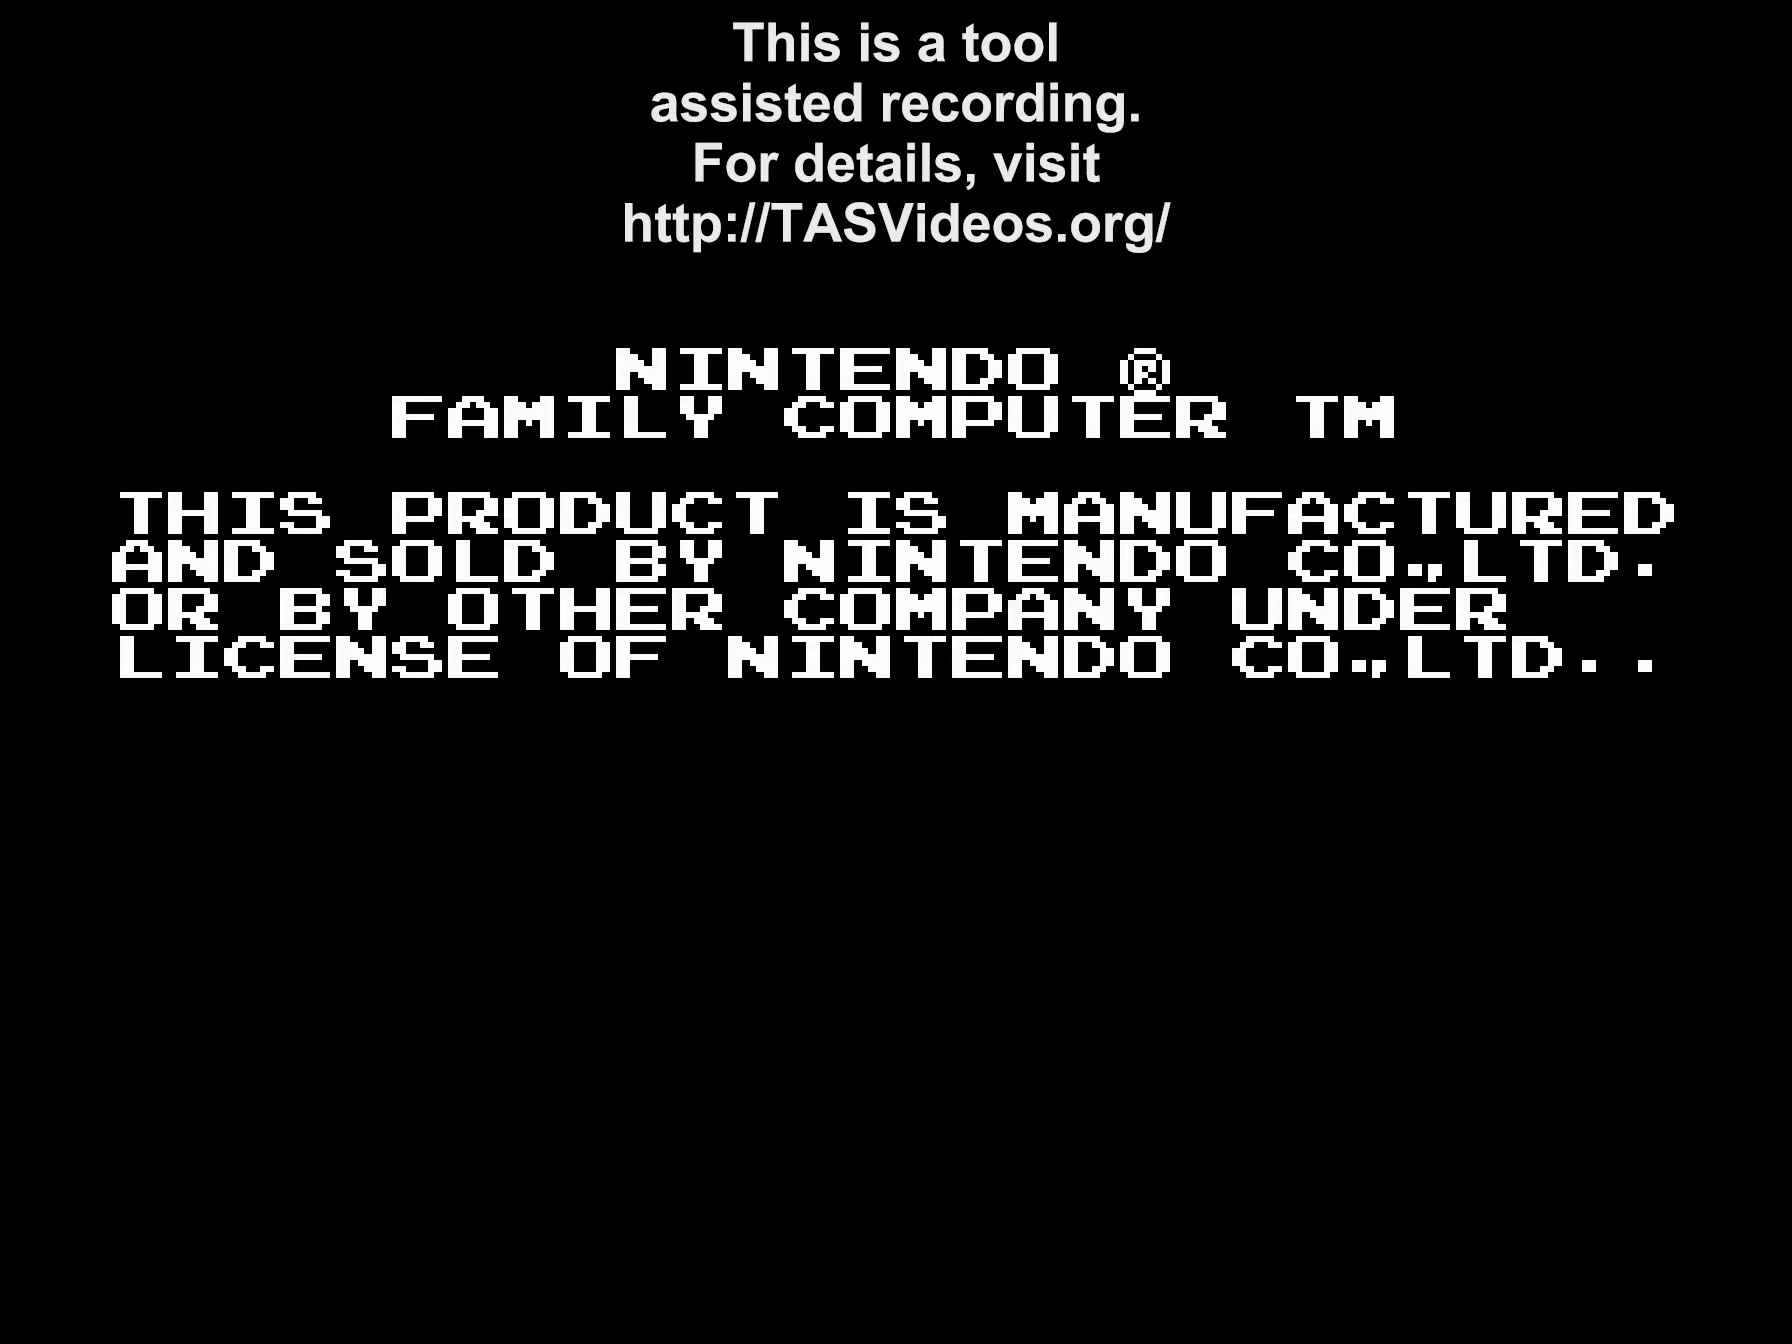 This is a tool
assisted recording.
For details, visit
http://TASVideos.org/
NINTENDO ®
FAMILY COMPUTER TM
THIS PRODUCT IS MANUFACTURED
AND SOLD BY NINTENDO CO.,LTD.
OR BY OTHER COMPANY UNDER
LICENSE OF NINTENDO CO.,LTD..